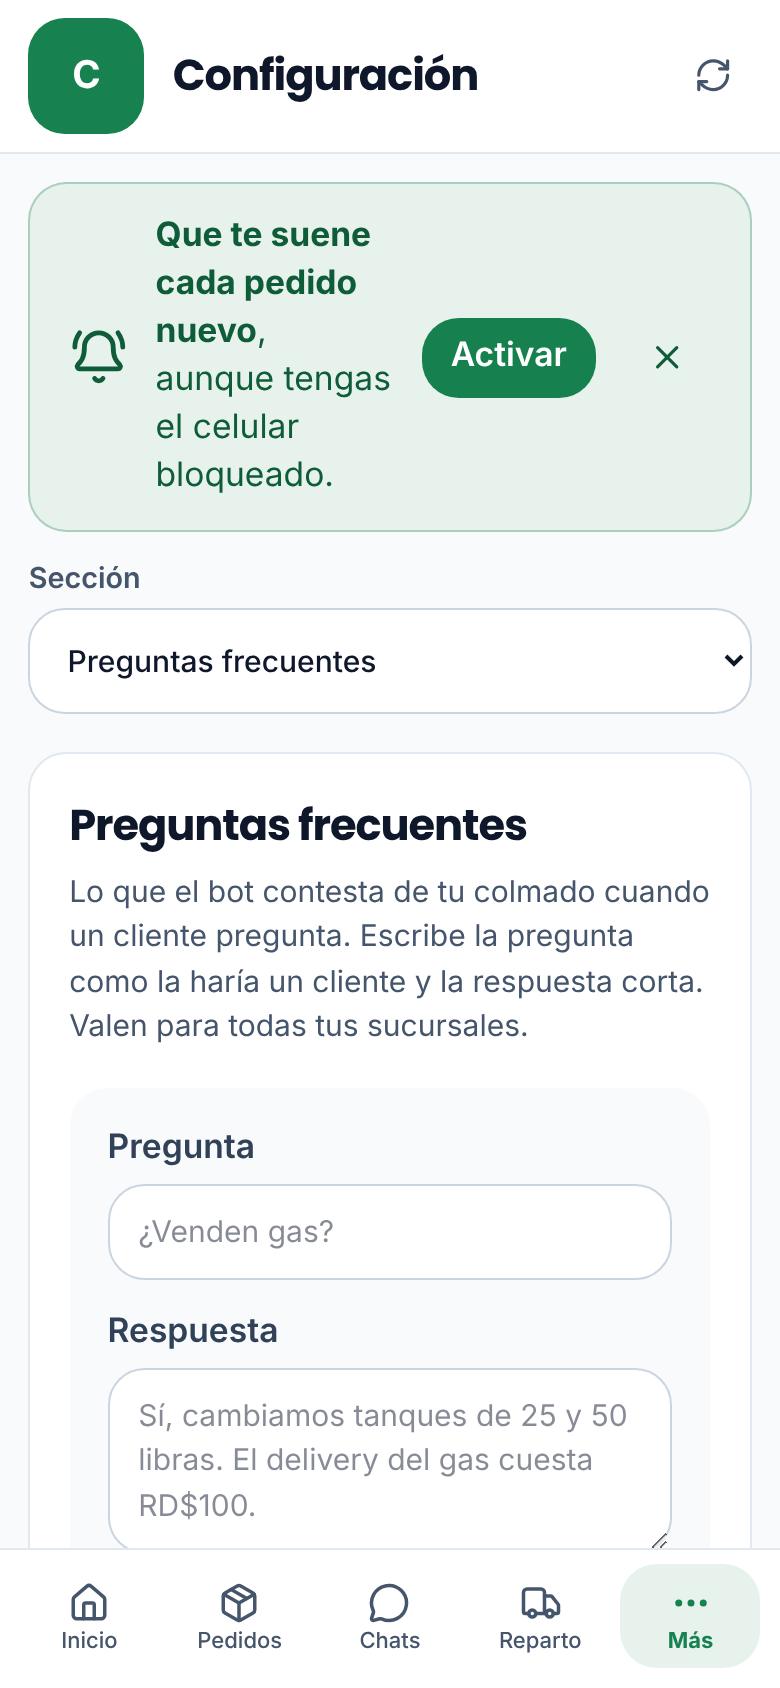 C
Configuración
Que te suene
cada pedido
nuevo,
aunque tengas
el celular
bloqueado.
Activar
Sección
Preguntas frecuentes
Preguntas frecuentes
Lo que el bot contesta de tu colmado cuando
un cliente pregunta. Escribe la pregunta
como la haría un cliente y la respuesta corta.
Valen para todas tus sucursales.
Pregunta
¿Venden gas?
Respuesta
Sí, cambiamos tanques de 25 y 50
libras. El delivery del gas cuesta
RD$100.
Inicio
Pedidos
Chats
Reparto
Más